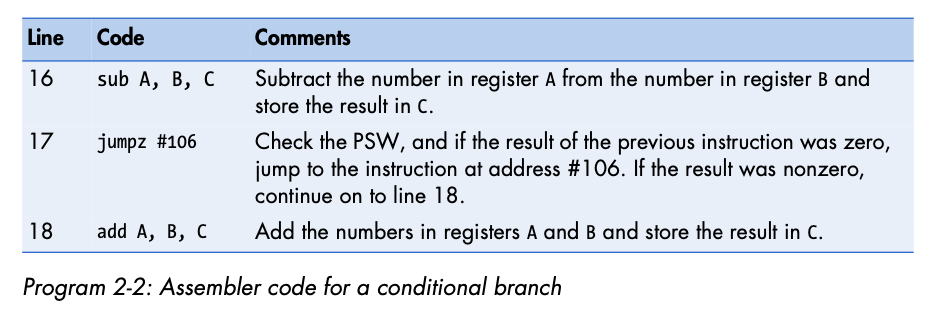 Line Code Comments
16 sub A, B, C Subtract the number in register A from the number in register B and
store the result in C.
17 jumpz #106 Check the PSW, and if the result of the previous instruction was zero,
jump to the instruction at address #106. If the result was nonzero,
continue on to line 18.
18 add A, B, C Add the numbers in registers A and B and store the result in C.
Program 2-2: Assembler code for a conditional branch